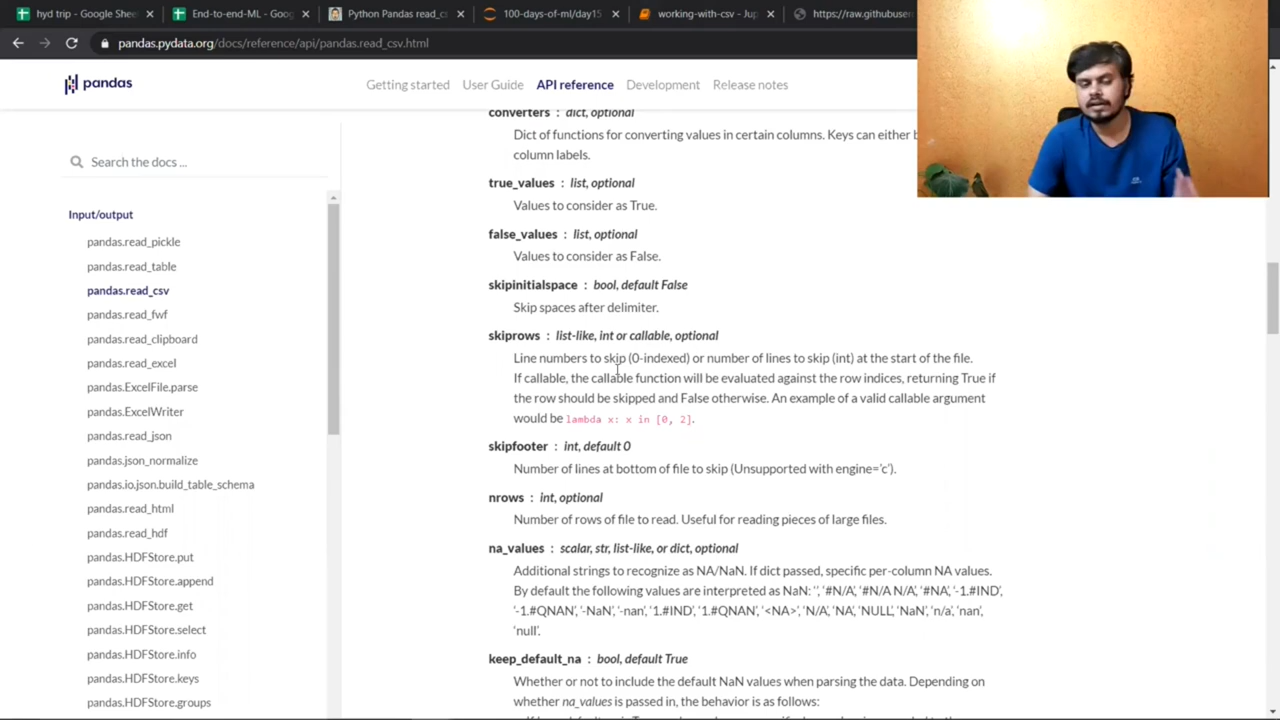 hyd trip - Google Shee
End-to-end-ML - Goog
Python Pandas read_c
100-days-of-ml/day15
working-with-csv - Jup
https://raw.githubuser
pandas.pydata.org/docs/reference/api/pandas.read_csv.html
pandas
Getting started User Guide API reference Development Release notes
Search the docs ...
Input/output
pandas.read_pickle
pandas.read_table
pandas.read_csv
pandas.read_fwf
pandas.read_clipboard
pandas.read_excel
pandas.ExcelFile.parse
pandas.ExcelWriter
pandas.read_json
pandas.json_normalize
pandas.io.json.build_table_schema
pandas.read_html
pandas.read_hdf
pandas.HDFStore.put
pandas.HDFStore.append
pandas.HDFStore.get
pandas.HDFStore.select
pandas.HDFStore.info
pandas.HDFStore.keys
pandas.HDFStore.groups
converters : dict, optional
Dict of functions for converting values in certain columns. Keys can either b
column labels.
true_values : list, optional
Values to consider as True.
false_values : list, optional
Values to consider as False.
skipinitialspace : bool, default False
Skip spaces after delimiter.
skiprows : list-like, int or callable, optional
Line numbers to skip (0-indexed) or number of lines to skip (int) at the start of the file.
If callable, the callable function will be evaluated against the row indices, returning True if
the row should be skipped and False otherwise. An example of a valid callable argument
would be lambda x: x in [0, 2].
skipfooter : int, default 0
Number of lines at bottom of file to skip (Unsupported with engine='c').
nrows : int, optional
Number of rows of file to read. Useful for reading pieces of large files.
na_values : scalar, str, list-like, or dict, optional
Additional strings to recognize as NA/NaN. If dict passed, specific per-column NA values.
By default the following values are interpreted as NaN: '', '#N/A', '#N/A N/A', '#NA', '-1.#IND',
'-1.#QNAN', '-NaN', '-nan', '1.#IND', '1.#QNAN', '<NA>', 'N/A', 'NA', 'NULL', 'NaN', 'n/a', 'nan',
'null'.
keep_default_na : bool, default True
Whether or not to include the default NaN values when parsing the data. Depending on
whether na_values is passed in, the behavior is as follows: